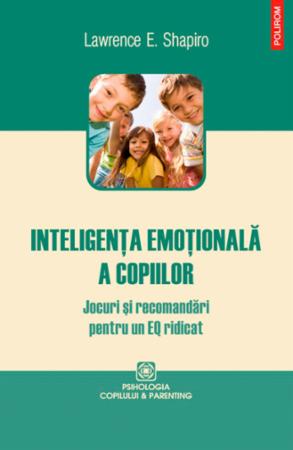 Lawrence E. Shapiro
POLIROM
INTELIGENȚA EMOȚIONALĂ
A COPIILOR
Jocuri și recomandări
pentru un EQ ridicat
PSIHOLOGIA
COPILULUI & PARENTING